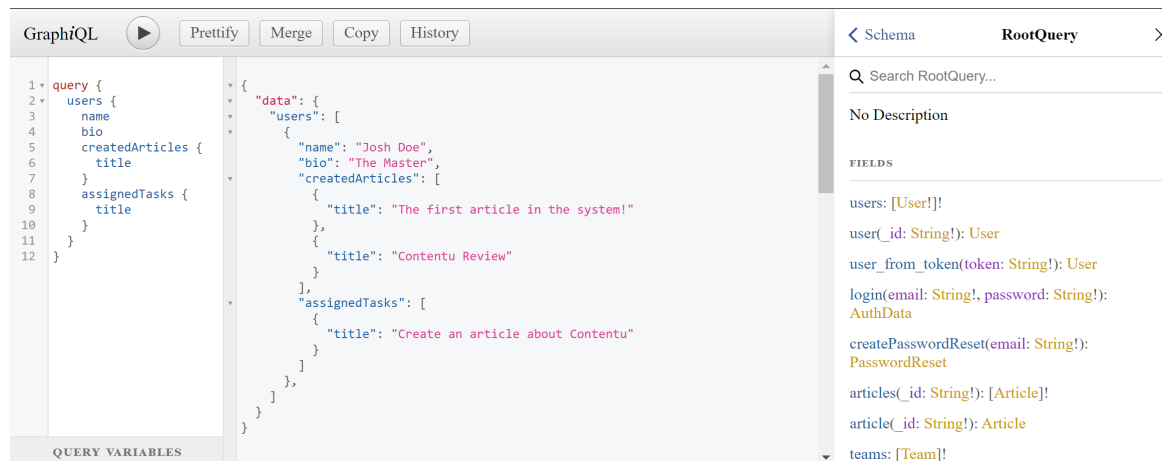 GraphiQL Prettify Merge Copy History
1 query {
2 users {
3 name
4 bio
5 createdArticles {
6 title
7 }
8 assignedTasks {
9 title
10 }
11 }
12 }
QUERY VARIABLES
{
"data": {
"users": [
{
"name": "Josh Doe",
"bio": "The Master",
"createdArticles": [
{
"title": "The first article in the system!"
},
{
"title": "Contentu Review"
}
],
"assignedTasks": [
{
"title": "Create an article about Contentu"
}
]
},
]
}
}
Schema RootQuery
Search RootQuery...
No Description
FIELDS
users: [User!]!
user(_id: String!): User
user_from_token(token: String!): User
login(email: String!, password: String!):
AuthData
createPasswordReset(email: String!):
PasswordReset
articles(_id: String!): [Article]!
article(_id: String!): Article
teams: [Team]!